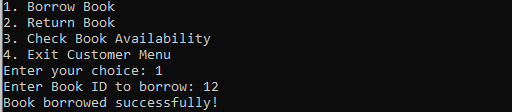 1. Borrow Book
2. Return Book
3. Check Book Availability
4. Exit Customer Menu
Enter your choice: 1
Enter Book ID to borrow: 12
Book borrowed successfully!